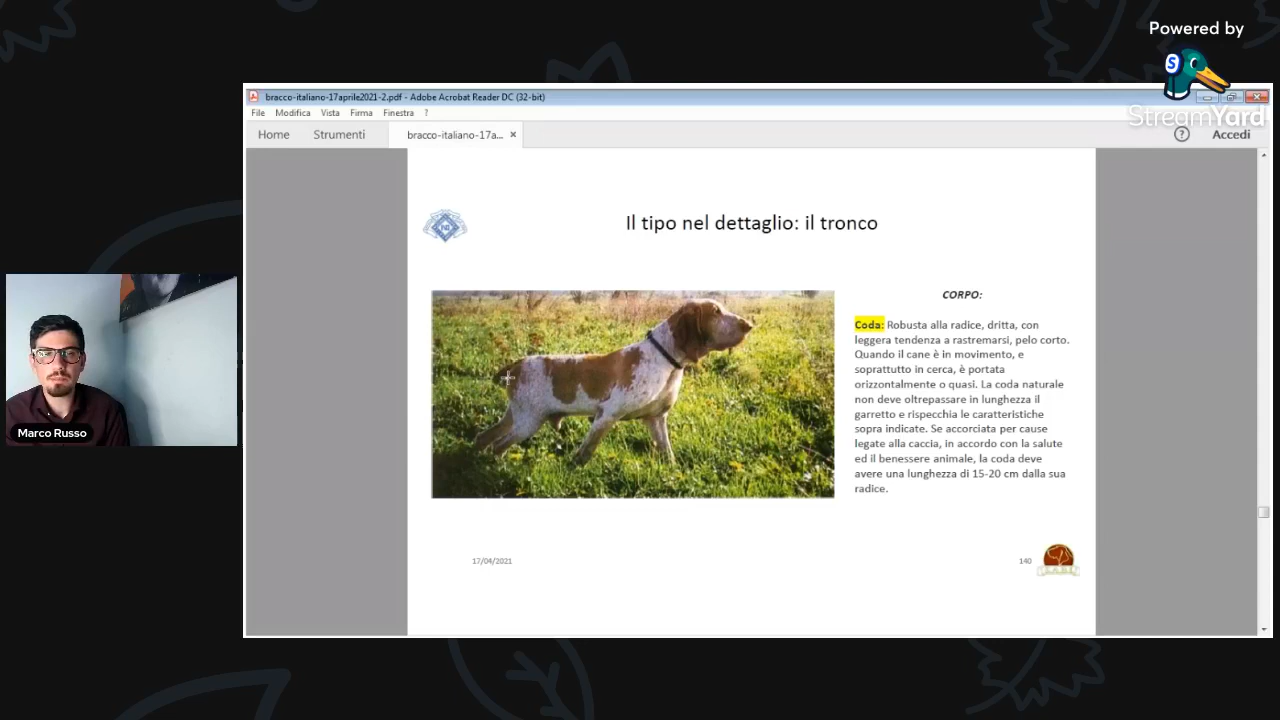 Powered by
StreamYard
bracco-italiano-17aprile2021-2.pdf - Adobe Acrobat Reader DC (32-bit)
File Modifica Vista Firma Finestra ?
Home Strumenti bracco-italiano-17a... × ? Accedi
Il tipo nel dettaglio: il tronco
CORPO:
Coda: Robusta alla radice, dritta, con
leggera tendenza a rastremarsi, pelo corto.
Quando il cane è in movimento, e
soprattutto in cerca, è portata
orizzontalmente o quasi. La coda naturale
non deve oltrepassare in lunghezza il
garretto e rispecchia le caratteristiche
sopra indicate. Se accorciata per cause
legate alla caccia, in accordo con la salute
ed il benessere animale, la coda deve
avere una lunghezza di 15-20 cm dalla sua
radice.
Marco Russo
17/04/2021
140